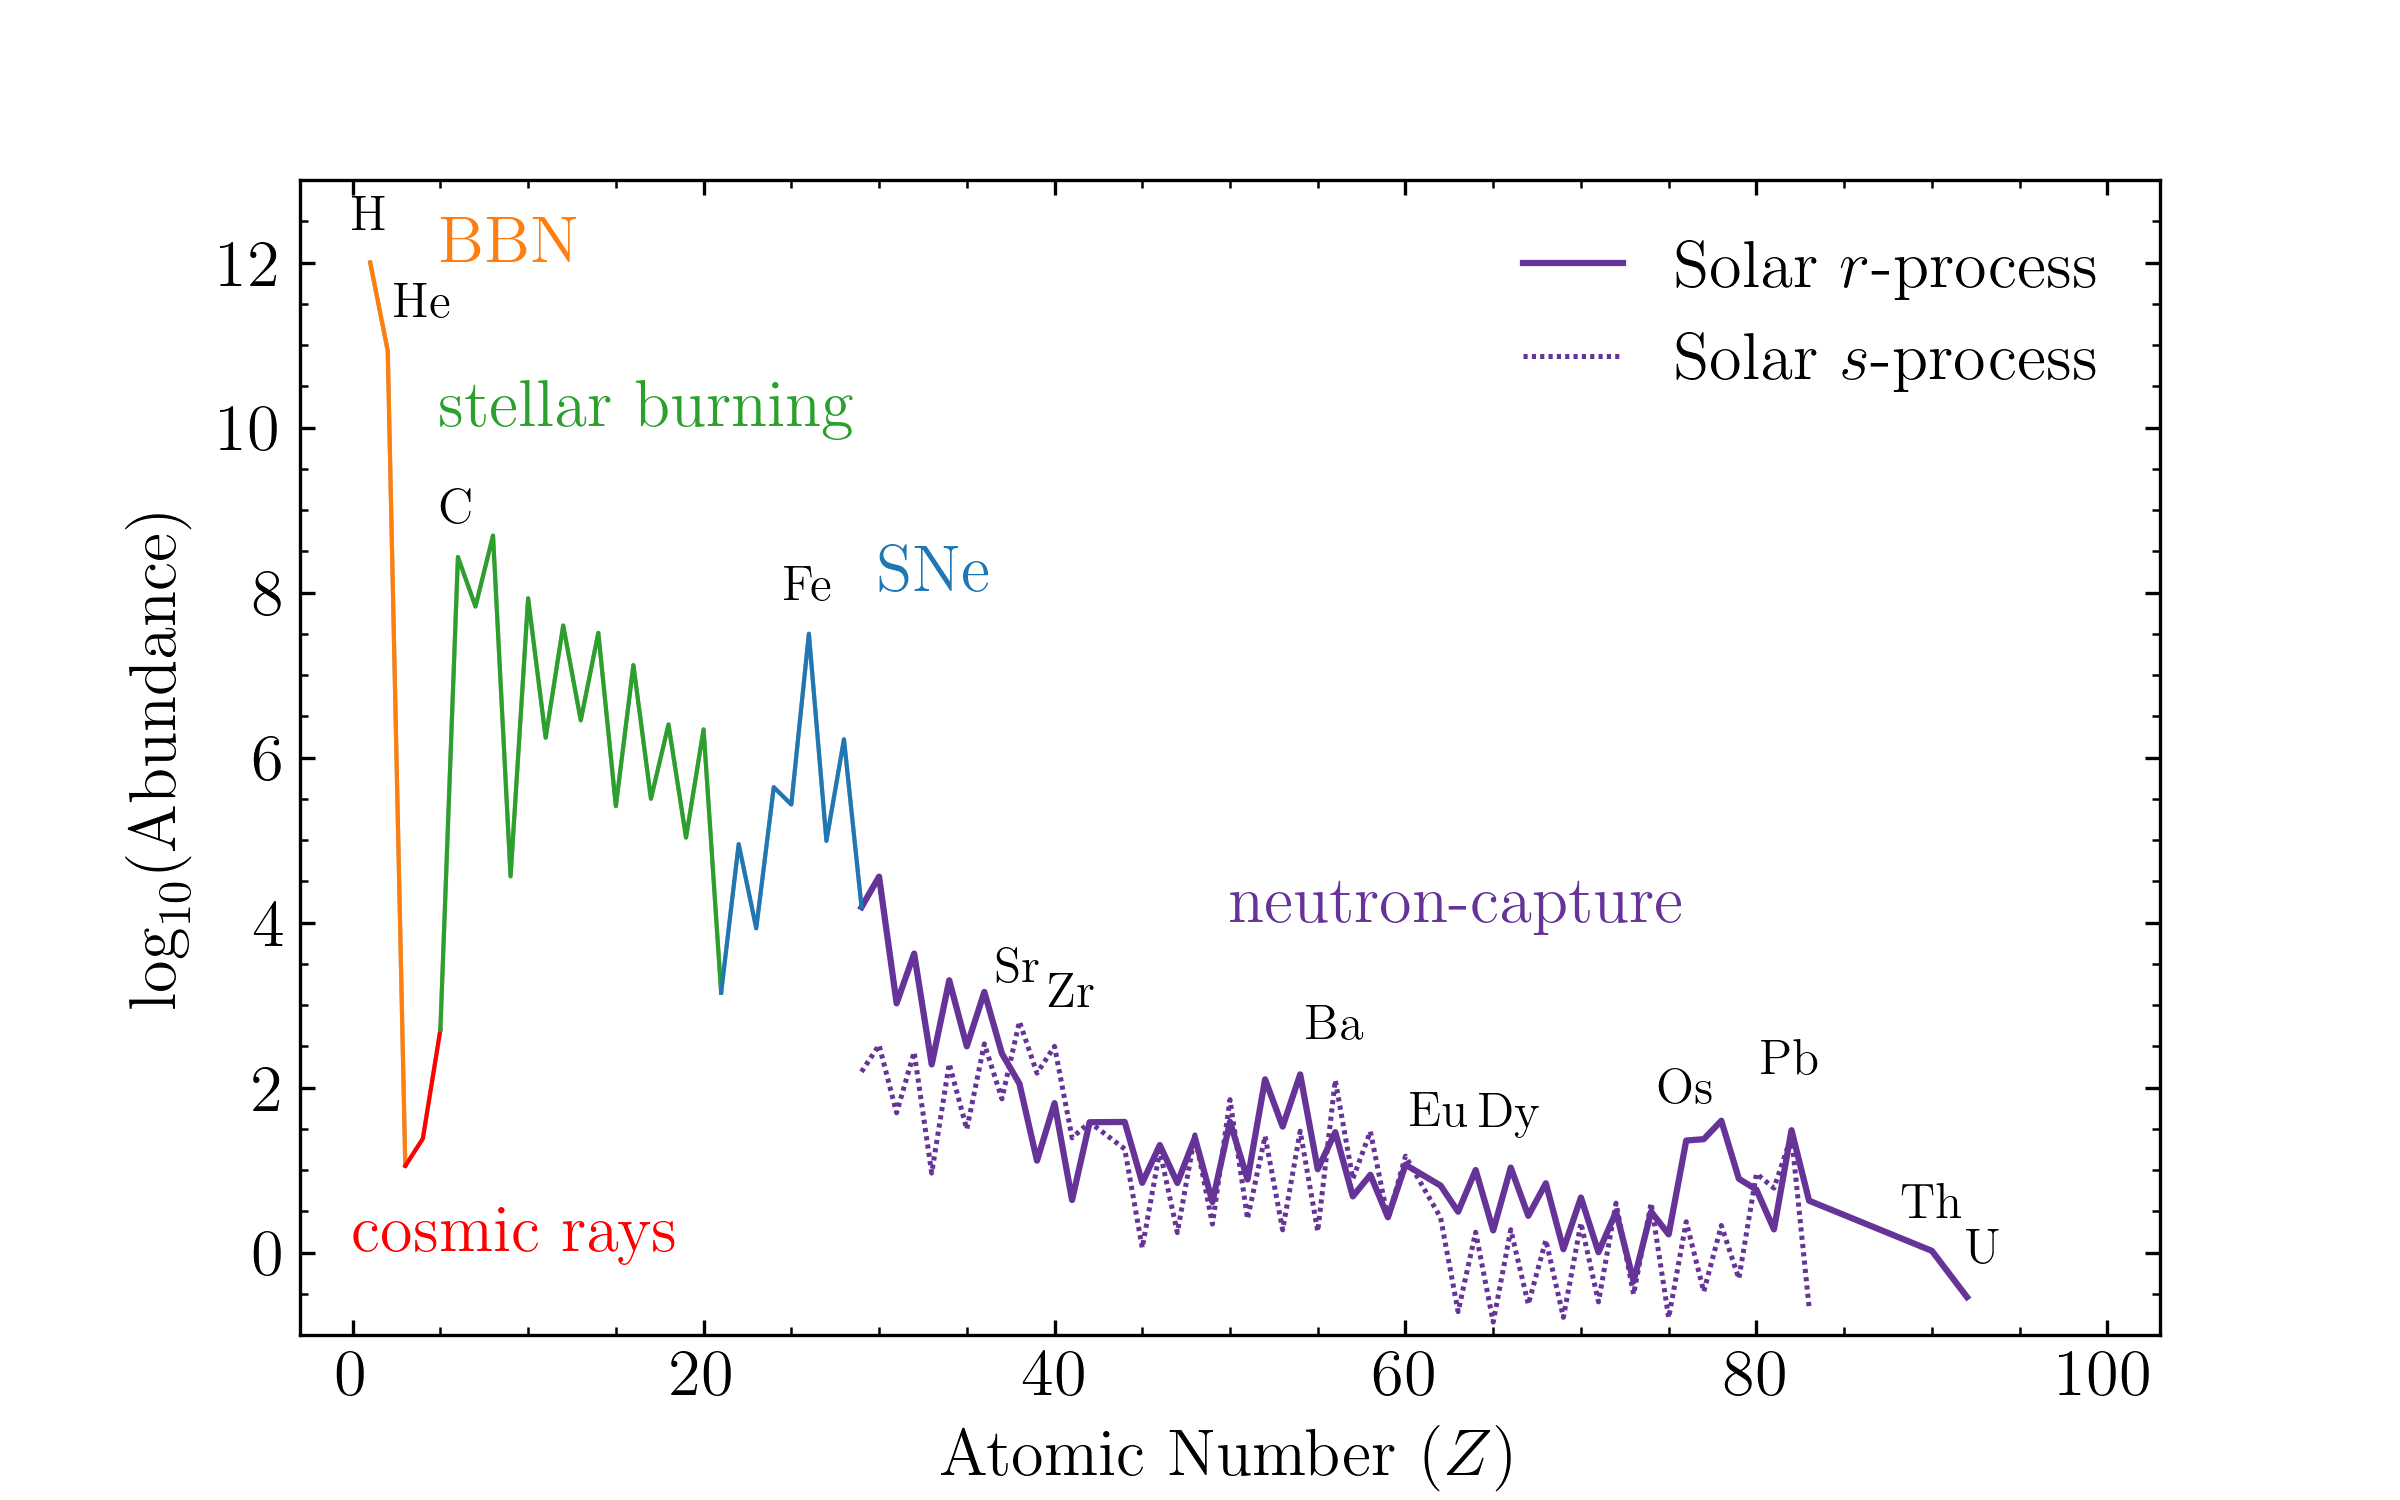 H
BBN
He
stellar burning
C
Fe
SNe
neutron-capture
Sr
Zr
Ba
Eu
Dy
Os
Pb
Th
U
cosmic rays
Solar r-process
Solar s-process
12
10
8
6
4
2
0
log₁₀(Abundance)
0 20 40 60 80 100
Atomic Number (Z)